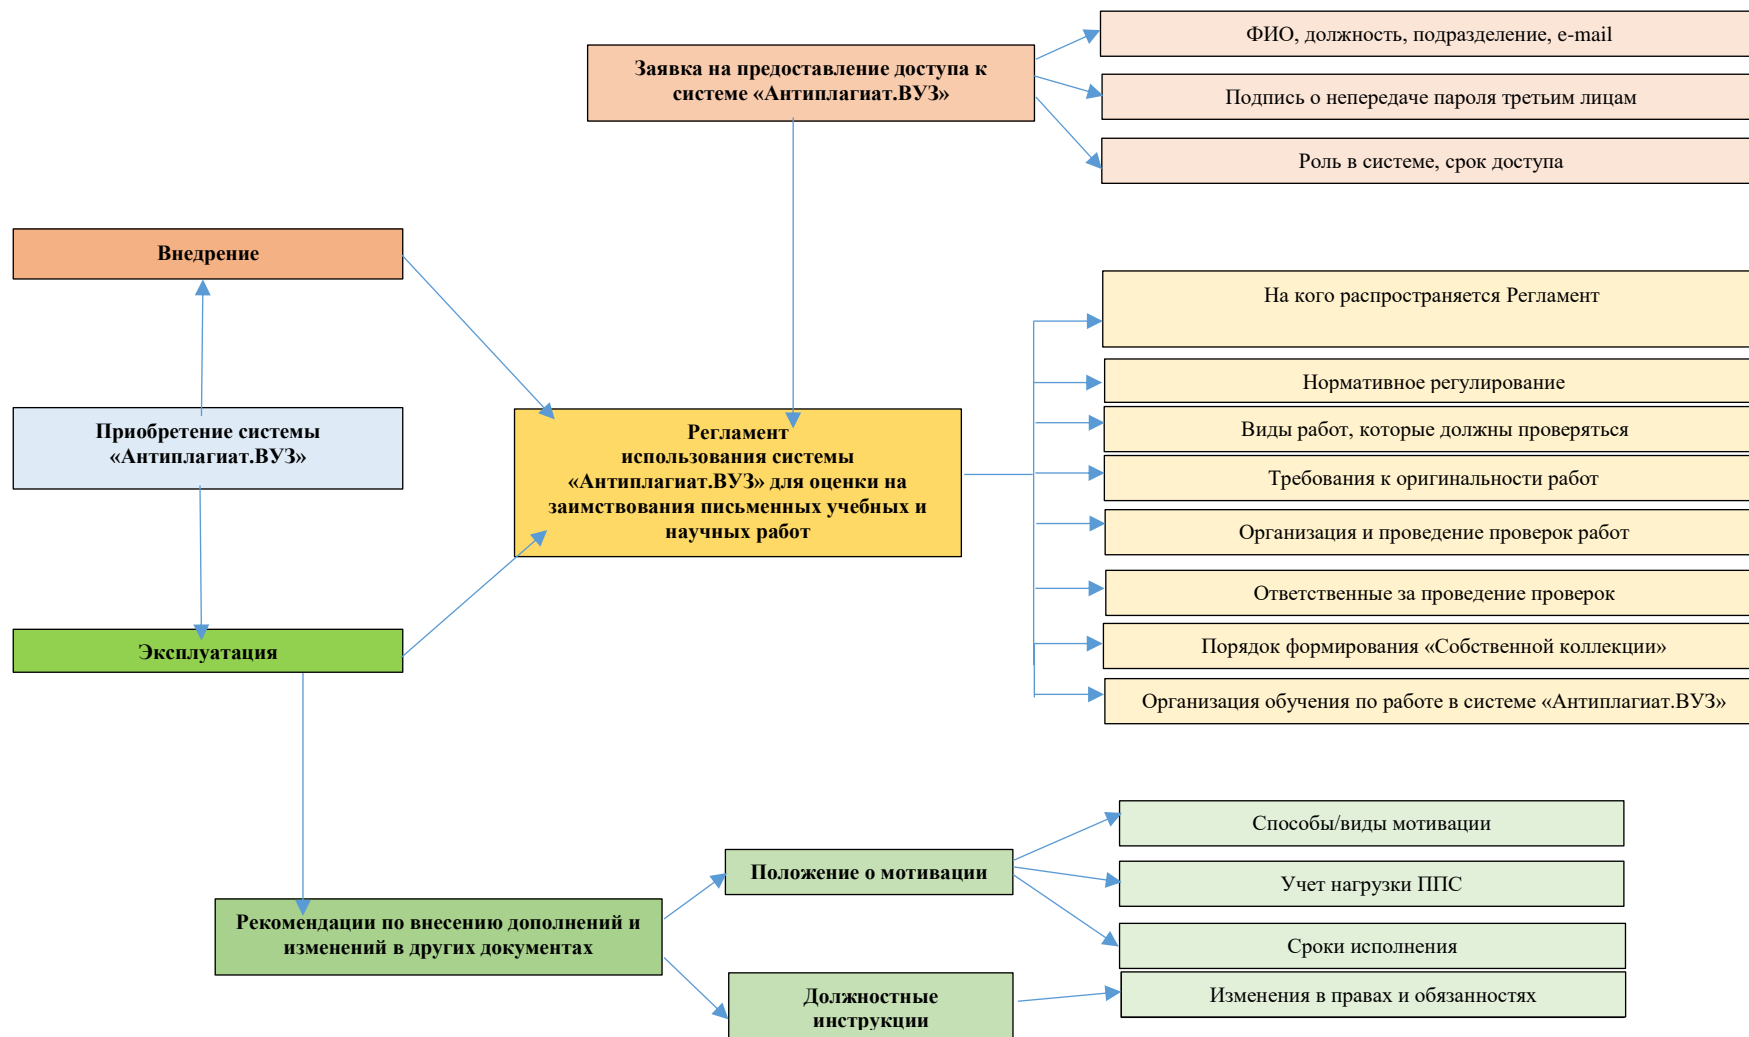 ФИО, должность, подразделение, e-mail
Заявка на предоставление доступа к
системе «Антиплагиат.ВУЗ»
Подпись о непередаче пароля третьим лицам
Роль в системе, срок доступа
Внедрение
На кого распространяется Регламент
Нормативное регулирование
Приобретение системы
«Антиплагиат.ВУЗ»
Регламент
использования системы
«Антиплагиат.ВУЗ» для оценки на
заимствования письменных учебных и
научных работ
Виды работ, которые должны проверяться
Требования к оригинальности работ
Организация и проведение проверок работ
Ответственные за проведение проверок
Эксплуатация
Порядок формирования «Собственной коллекции»
Организация обучения по работе в системе «Антиплагиат.ВУЗ»
Способы/виды мотивации
Положение о мотивации
Учет нагрузки ППС
Рекомендации по внесению дополнений и
изменений в других документах
Сроки исполнения
Должностные
инструкции
Изменения в правах и обязанностях